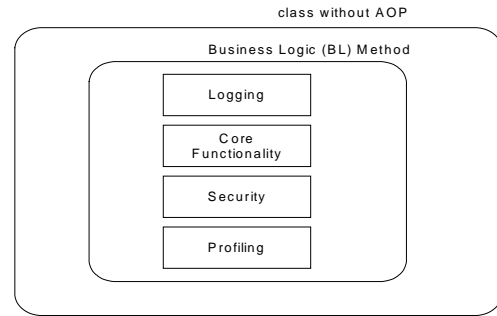 class without AOP
Business Logic (BL) Method
Logging
Core
Functionality
Security
Profiling